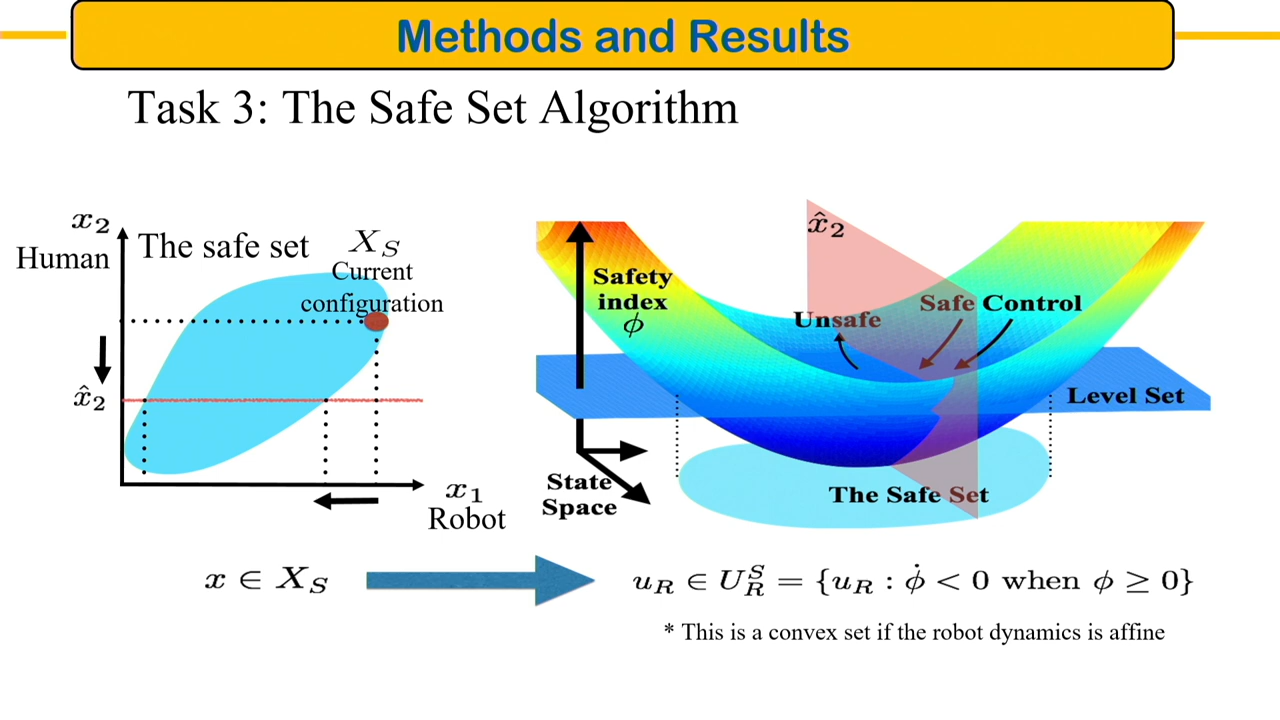 Methods and Results
Task 3: The Safe Set Algorithm
x₂
Human
The safe set X_S
Current
configuration
x̂₂
x₁
Robot
x̂₂
Safety
index
ϕ
Unsafe
Safe Control
Level Set
State
Space
The Safe Set
x ∈ X_S
u_R ∈ U_R^S = {u_R : ϕ̇ < 0 when ϕ ≥ 0}
* This is a convex set if the robot dynamics is affine